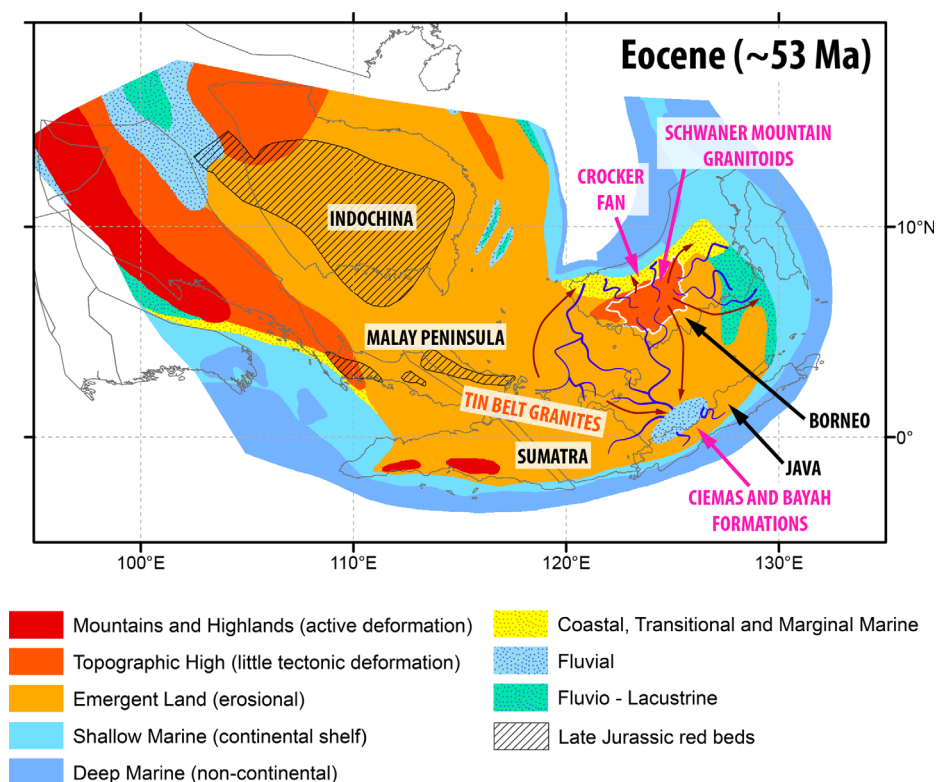 Eocene (~53 Ma)
SCHWANER MOUNTAIN
GRANITOIDS
CROCKER
FAN
INDOCHINA
10°N
MALAY PENINSULA
TIN BELT GRANITES
BORNEO
0°
SUMATRA
JAVA
CIEMAS AND BAYAH
FORMATIONS
100°E
110°E
120°E
130°E
Mountains and Highlands (active deformation)
Topographic High (little tectonic deformation)
Emergent Land (erosional)
Shallow Marine (continental shelf)
Deep Marine (non-continental)
Coastal, Transitional and Marginal Marine
Fluvial
Fluvio - Lacustrine
Late Jurassic red beds